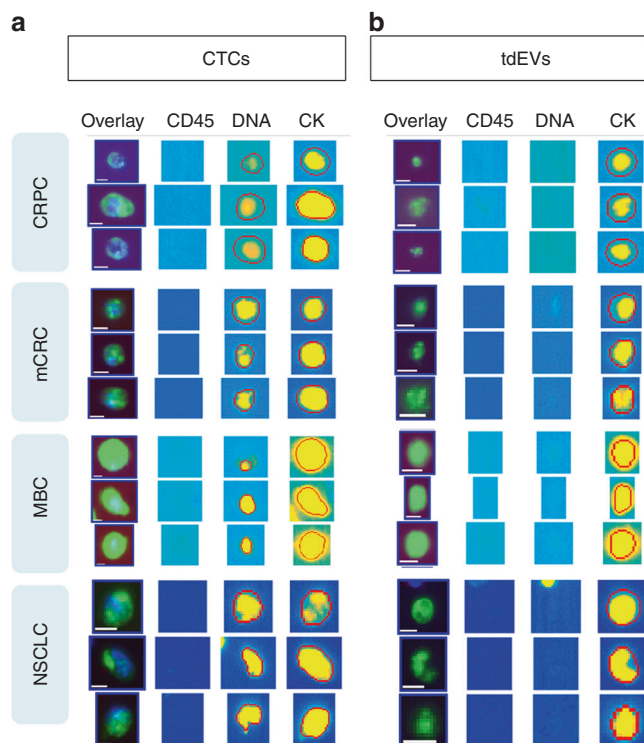 a
b
CTCs
tdEVs
Overlay CD45 DNA CK
Overlay CD45 DNA CK
CRPC
mCRC
MBC
NSCLC